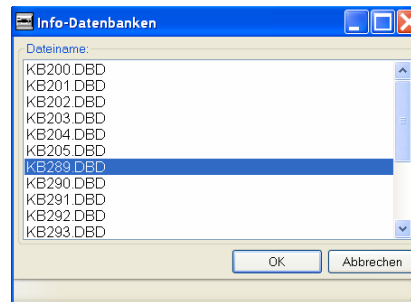 Info-Datenbanken
Dateiname:
KB200.DBD
KB201.DBD
KB202.DBD
KB203.DBD
KB204.DBD
KB205.DBD
KB289.DBD
KB290.DBD
KB291.DBD
KB292.DBD
KB293.DBD
OK Abbrechen